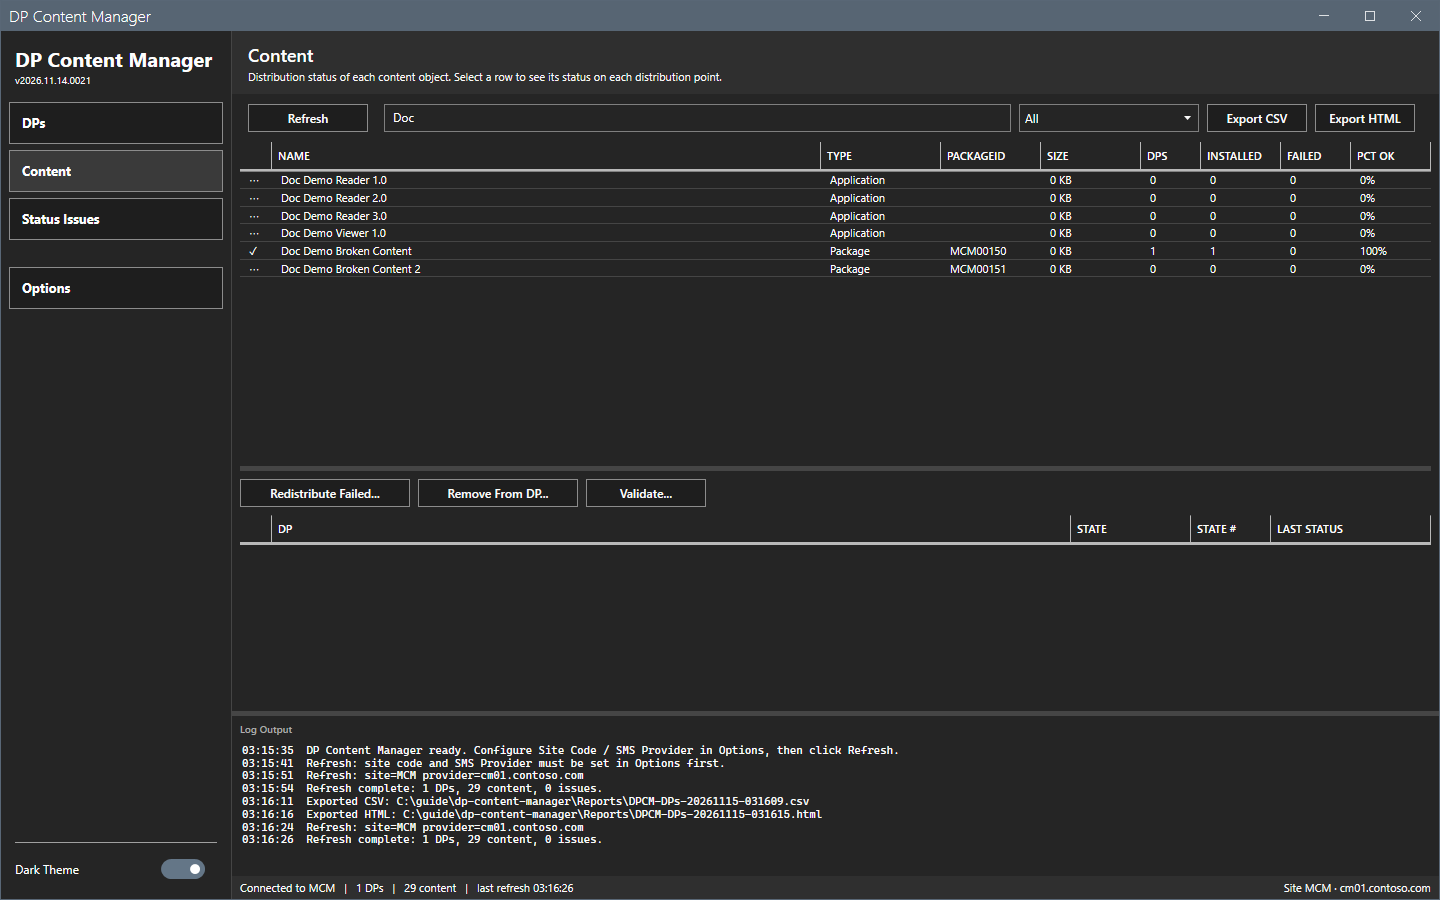 DP Content Manager
DP Content Manager
v2026.11.14.0021
DPs
Content
Status Issues
Options
Dark Theme
Content
Distribution status of each content object. Select a row to see its status on each distribution point.
Refresh Doc All Export CSV Export HTML
NAME TYPE PACKAGEID SIZE DPS INSTALLED FAILED PCT OK
... Doc Demo Reader 1.0 Application 0 KB 0 0 0 0%
... Doc Demo Reader 2.0 Application 0 KB 0 0 0 0%
... Doc Demo Reader 3.0 Application 0 KB 0 0 0 0%
... Doc Demo Viewer 1.0 Application 0 KB 0 0 0 0%
✓ Doc Demo Broken Content Package MCM00150 0 KB 1 1 0 100%
... Doc Demo Broken Content 2 Package MCM00151 0 KB 0 0 0 0%
Redistribute Failed... Remove From DP... Validate...
DP STATE STATE # LAST STATUS
Log Output
03:15:35 DP Content Manager ready. Configure Site Code / SMS Provider in Options, then click Refresh.
03:15:41 Refresh: site code and SMS Provider must be set in Options first.
03:15:51 Refresh: site=MCM provider=cm01.contoso.com
03:15:54 Refresh complete: 1 DPs, 29 content, 0 issues.
03:16:11 Exported CSV: C:\guide\dp-content-manager\Reports\DPCM-DPs-20261115-031609.csv
03:16:16 Exported HTML: C:\guide\dp-content-manager\Reports\DPCM-DPs-20261115-031615.html
03:16:24 Refresh: site=MCM provider=cm01.contoso.com
03:16:26 Refresh complete: 1 DPs, 29 content, 0 issues.
Connected to MCM | 1 DPs | 29 content | last refresh 03:16:26 Site MCM · cm01.contoso.com